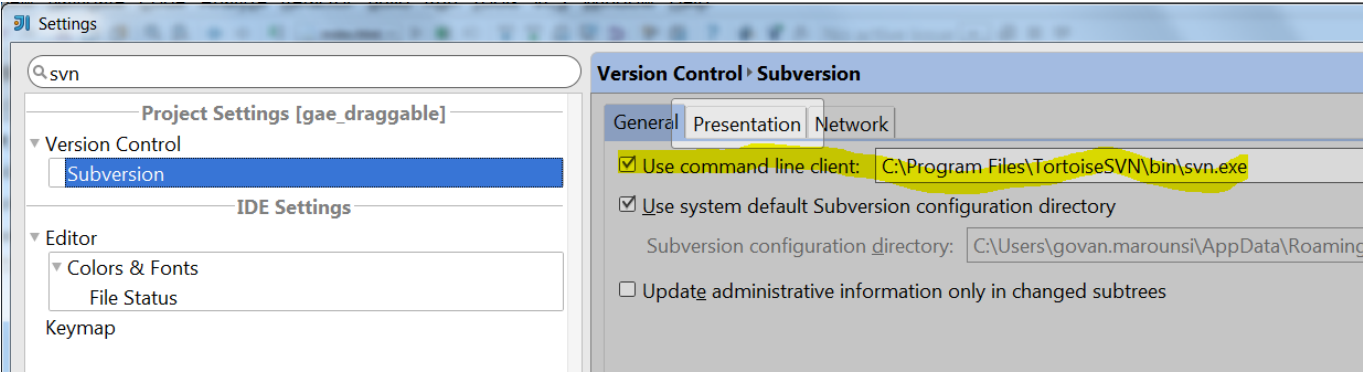 Settings
svn
Project Settings [gae_draggable]
Version Control
Subversion
IDE Settings
Editor
Colors & Fonts
File Status
Keymap
Version Control Subversion
General Presentation Network
Use command line client: C:\Program Files\TortoiseSVN\bin\svn.exe
Use system default Subversion configuration directory
Subversion configuration directory: C:\Users\govan.marounsi\AppData\Roaming
Update administrative information only in changed subtrees